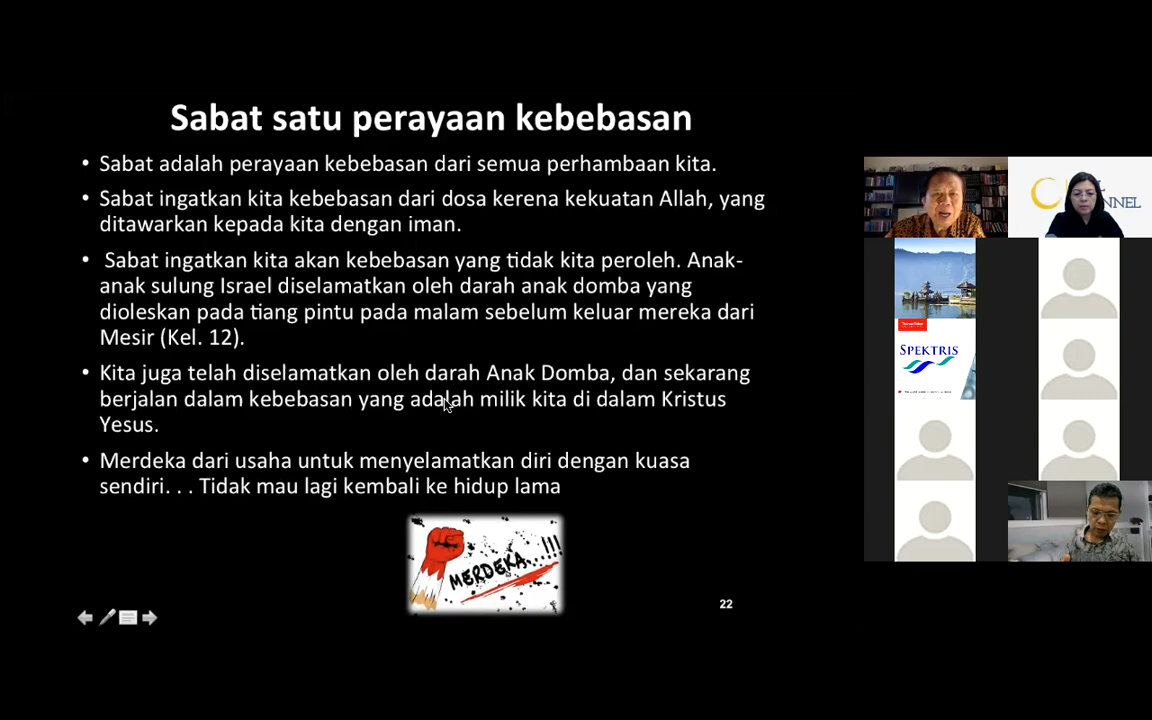 Sabat satu perayaan kebebasan
• Sabat adalah perayaan kebebasan dari semua perhambaan kita.
• Sabat ingatkan kita kebebasan dari dosa kerena kekuatan Allah, yang
ditawarkan kepada kita dengan iman.
• Sabat ingatkan kita akan kebebasan yang tidak kita peroleh. Anak-
anak sulung Israel diselamatkan oleh darah anak domba yang
dioleskan pada tiang pintu pada malam sebelum keluar mereka dari
Mesir (Kel. 12).
• Kita juga telah diselamatkan oleh darah Anak Domba, dan sekarang
berjalan dalam kebebasan yang adalah milik kita di dalam Kristus
Yesus.
• Merdeka dari usaha untuk menyelamatkan diri dengan kuasa
sendiri. . . Tidak mau lagi kembali ke hidup lama
MERDEKA...!!!
22
SPEKTRIS